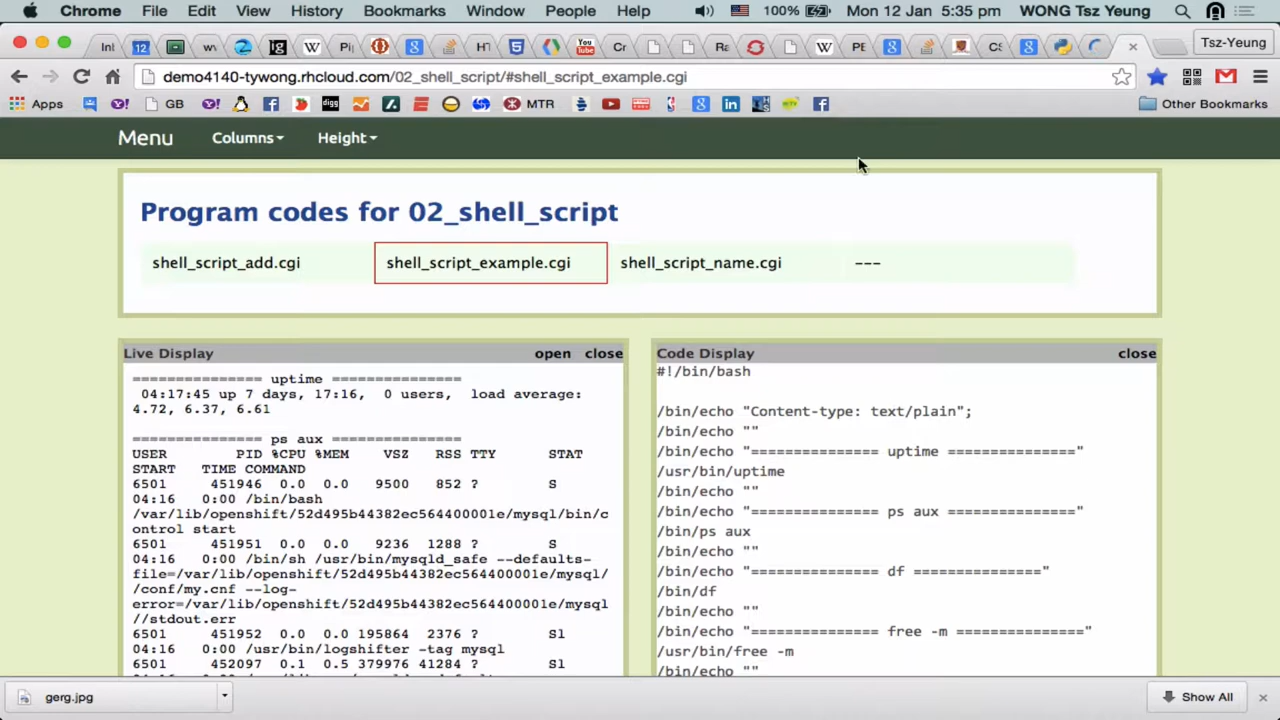 Chrome File Edit View History Bookmarks Window People Help 100% Mon 12 Jan 5:35 pm WONG Tsz Yeung
Tsz-Yeung
demo4140-tywong.rhcloud.com/02_shell_script/#shell_script_example.cgi
Apps GB MTR Other Bookmarks
Menu Columns Height
Program codes for 02_shell_script
shell_script_add.cgi shell_script_example.cgi shell_script_name.cgi ---
Live Display open close
=============== uptime ===============
04:17:45 up 7 days, 17:16, 0 users, load average:
4.72, 6.37, 6.61
=============== ps aux ===============
USER PID %CPU %MEM VSZ RSS TTY STAT
START TIME COMMAND
6501 451946 0.0 0.0 9500 852 ? S
04:16 0:00 /bin/bash
/var/lib/openshift/52d495b44382ec564400001e/mysql/bin/c
ontrol start
6501 451951 0.0 0.0 9236 1288 ? S
04:16 0:00 /bin/sh /usr/bin/mysqld_safe --defaults-
file=/var/lib/openshift/52d495b44382ec564400001e/mysql/
/conf/my.cnf --log-
error=/var/lib/openshift/52d495b44382ec564400001e/mysql
//stdout.err
6501 451952 0.0 0.0 195864 2376 ? Sl
04:16 0:00 /usr/bin/logshifter -tag mysql
6501 452097 0.1 0.5 379976 41284 ? Sl
Code Display close
#!/bin/bash
/bin/echo "Content-type: text/plain";
/bin/echo ""
/bin/echo "=============== uptime ==============="
/usr/bin/uptime
/bin/echo ""
/bin/echo "=============== ps aux ==============="
/bin/ps aux
/bin/echo ""
/bin/echo "=============== df ==============="
/bin/df
/bin/echo ""
/bin/echo "=============== free -m ==============="
/usr/bin/free -m
/bin/echo ""
gerg.jpg Show All